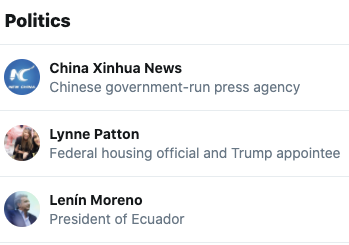 Politics
China Xinhua News
Chinese government-run press agency
Lynne Patton
Federal housing official and Trump appointee
Lenín Moreno
President of Ecuador